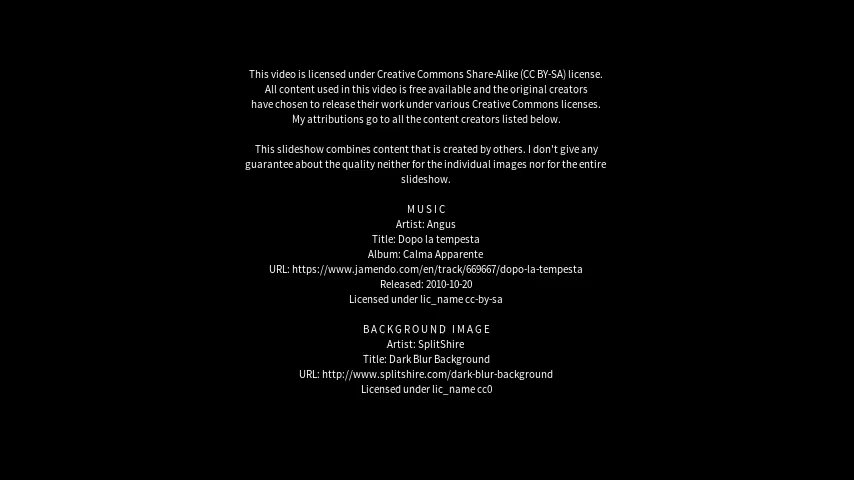 This video is licensed under Creative Commons Share-Alike (CC BY-SA) license.
All content used in this video is free available and the original creators
have chosen to release their work under various Creative Commons licenses.
My attributions go to all the content creators listed below.
This slideshow combines content that is created by others. I don't give any
guarantee about the quality neither for the individual images nor for the entire
slideshow.
MUSIC
Artist: Angus
Title: Dopo la tempesta
Album: Calma Apparente
URL: https://www.jamendo.com/en/track/669667/dopo-la-tempesta
Released: 2010-10-20
Licensed under lic_name cc-by-sa
BACKGROUND IMAGE
Artist: SplitShire
Title: Dark Blur Background
URL: http://www.splitshire.com/dark-blur-background
Licensed under lic_name cc0